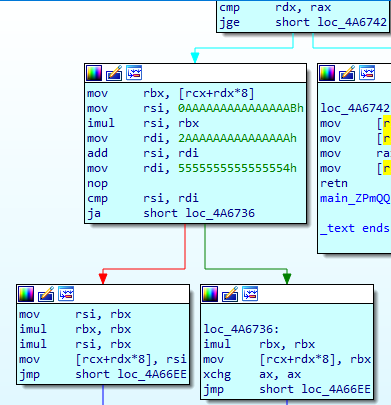 cmp rdx, rax
jge short loc_4A6742
mov rbx, [rcx+rdx*8]
mov rsi, 0AAAAAAAAAAAAAAABh
imul rsi, rbx
mov rdi, 2AAAAAAAAAAAAAAAh
add rsi, rdi
mov rdi, 5555555555555554h
nop
cmp rsi, rdi
ja short loc_4A6736
loc_4A6742
mov [r
mov [r
mov ra
mov [r
retn
main_ZPmQQ
_text ends
mov rsi, rbx
imul rbx, rbx
imul rsi, rbx
mov [rcx+rdx*8], rsi
jmp short loc_4A66EE
loc_4A6736:
imul rbx, rbx
mov [rcx+rdx*8], rbx
xchg ax, ax
jmp short loc_4A66EE